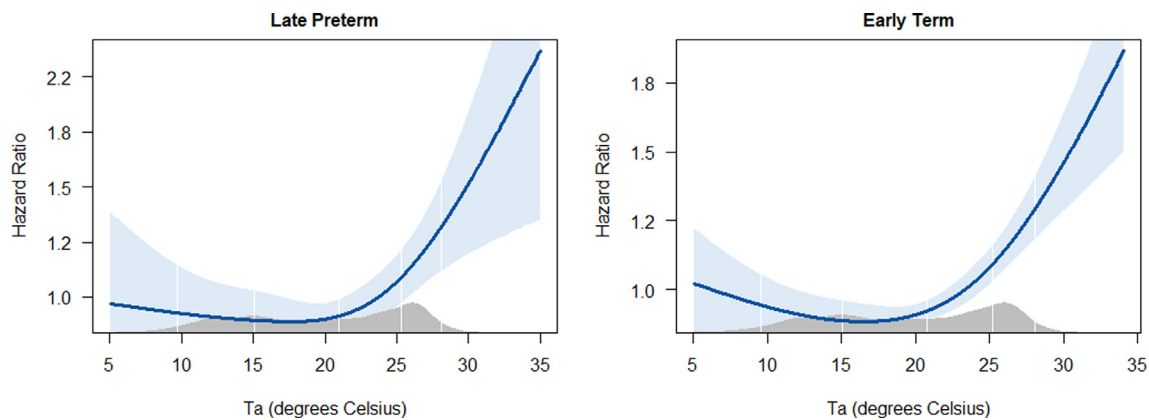 Late Preterm
Hazard Ratio
2.2
1.8
1.5
1.2
1.0
5 10 15 20 25 30 35
Ta (degrees Celsius)
Early Term
Hazard Ratio
1.8
1.5
1.2
1.0
5 10 15 20 25 30 35
Ta (degrees Celsius)